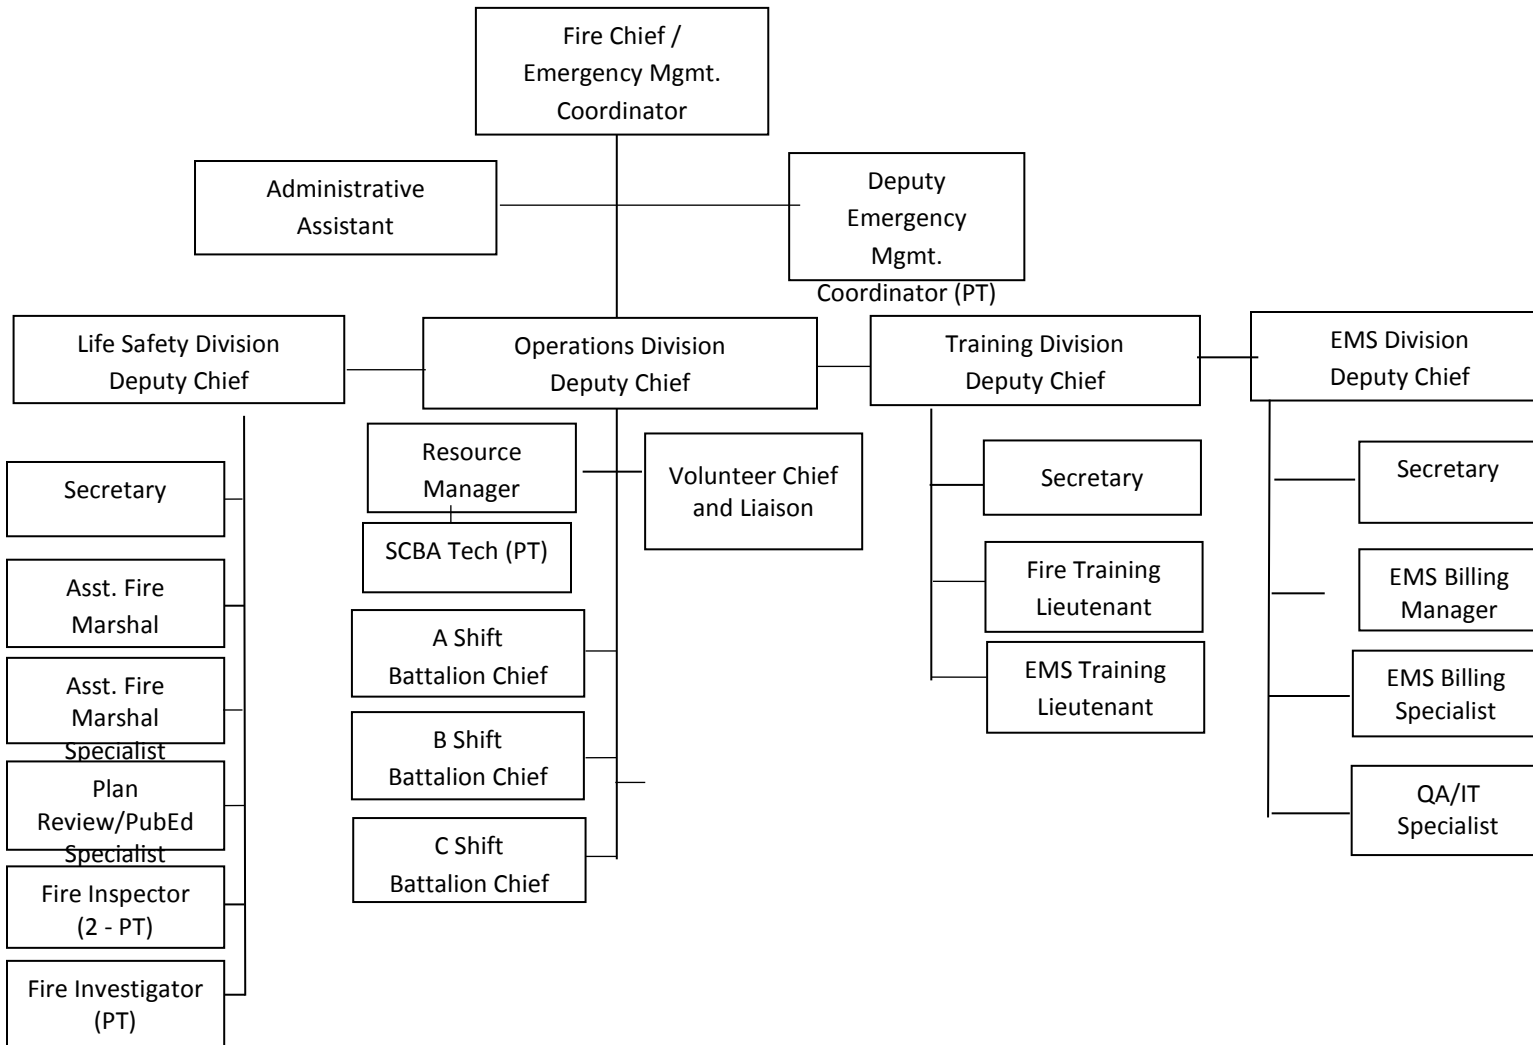 Fire Chief /
Emergency Mgmt.
Coordinator
Administrative
Assistant
Deputy
Emergency
Mgmt.
Coordinator (PT)
Life Safety Division
Deputy Chief
Operations Division
Deputy Chief
Training Division
Deputy Chief
EMS Division
Deputy Chief
Secretary
Asst. Fire
Marshal
Asst. Fire
Marshal
Specialist
Plan
Review/PubEd
Specialist
Fire Inspector
(2 - PT)
Fire Investigator
(PT)
Resource
Manager
SCBA Tech (PT)
Volunteer Chief
and Liaison
A Shift
Battalion Chief
B Shift
Battalion Chief
C Shift
Battalion Chief
Secretary
Fire Training
Lieutenant
EMS Training
Lieutenant
Secretary
EMS Billing
Manager
EMS Billing
Specialist
QA/IT
Specialist